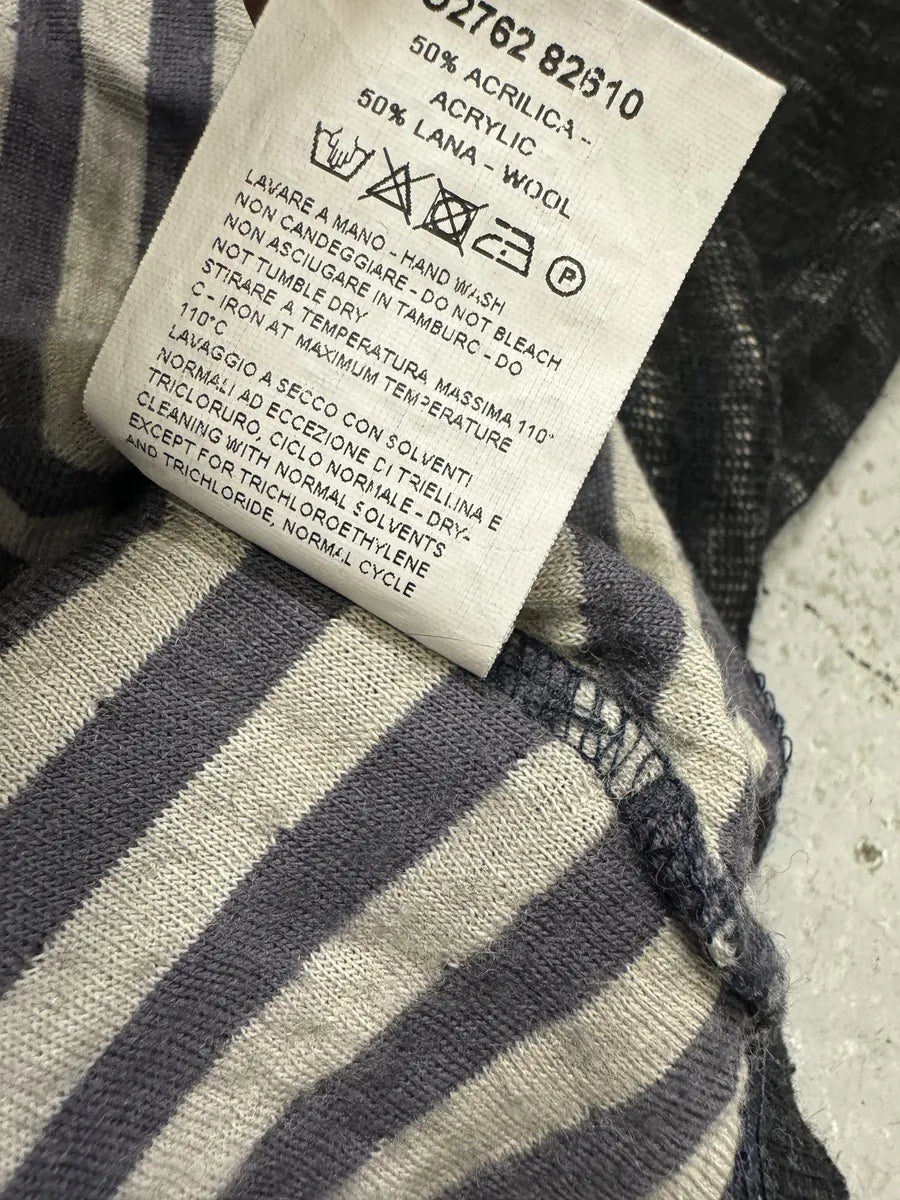 82610
50% ACRILICA -
ACRYLIC
50% LANA - WOOL
P
LAVARE A MANO - HAND WASH
NON CANDEGGIARE - DO NOT BLEACH
NON ASCIUGARE IN TAMBURO - DO
NOT TUMBLE DRY
STIRARE A TEMPERATURA MASSIMA 110°
C - IRON AT MAXIMUM TEMPERATURE
110°C
LAVAGGIO A SECCO CON SOLVENTI
NORMALI AD ECCEZIONE DI TRIELLINA E
TRICLORURO, CICLO NORMALE - DRY-
CLEANING WITH NORMAL SOLVENTS
EXCEPT FOR TRICHLOROETHYLENE
AND TRICHLORIDE, NORMAL CYCLE